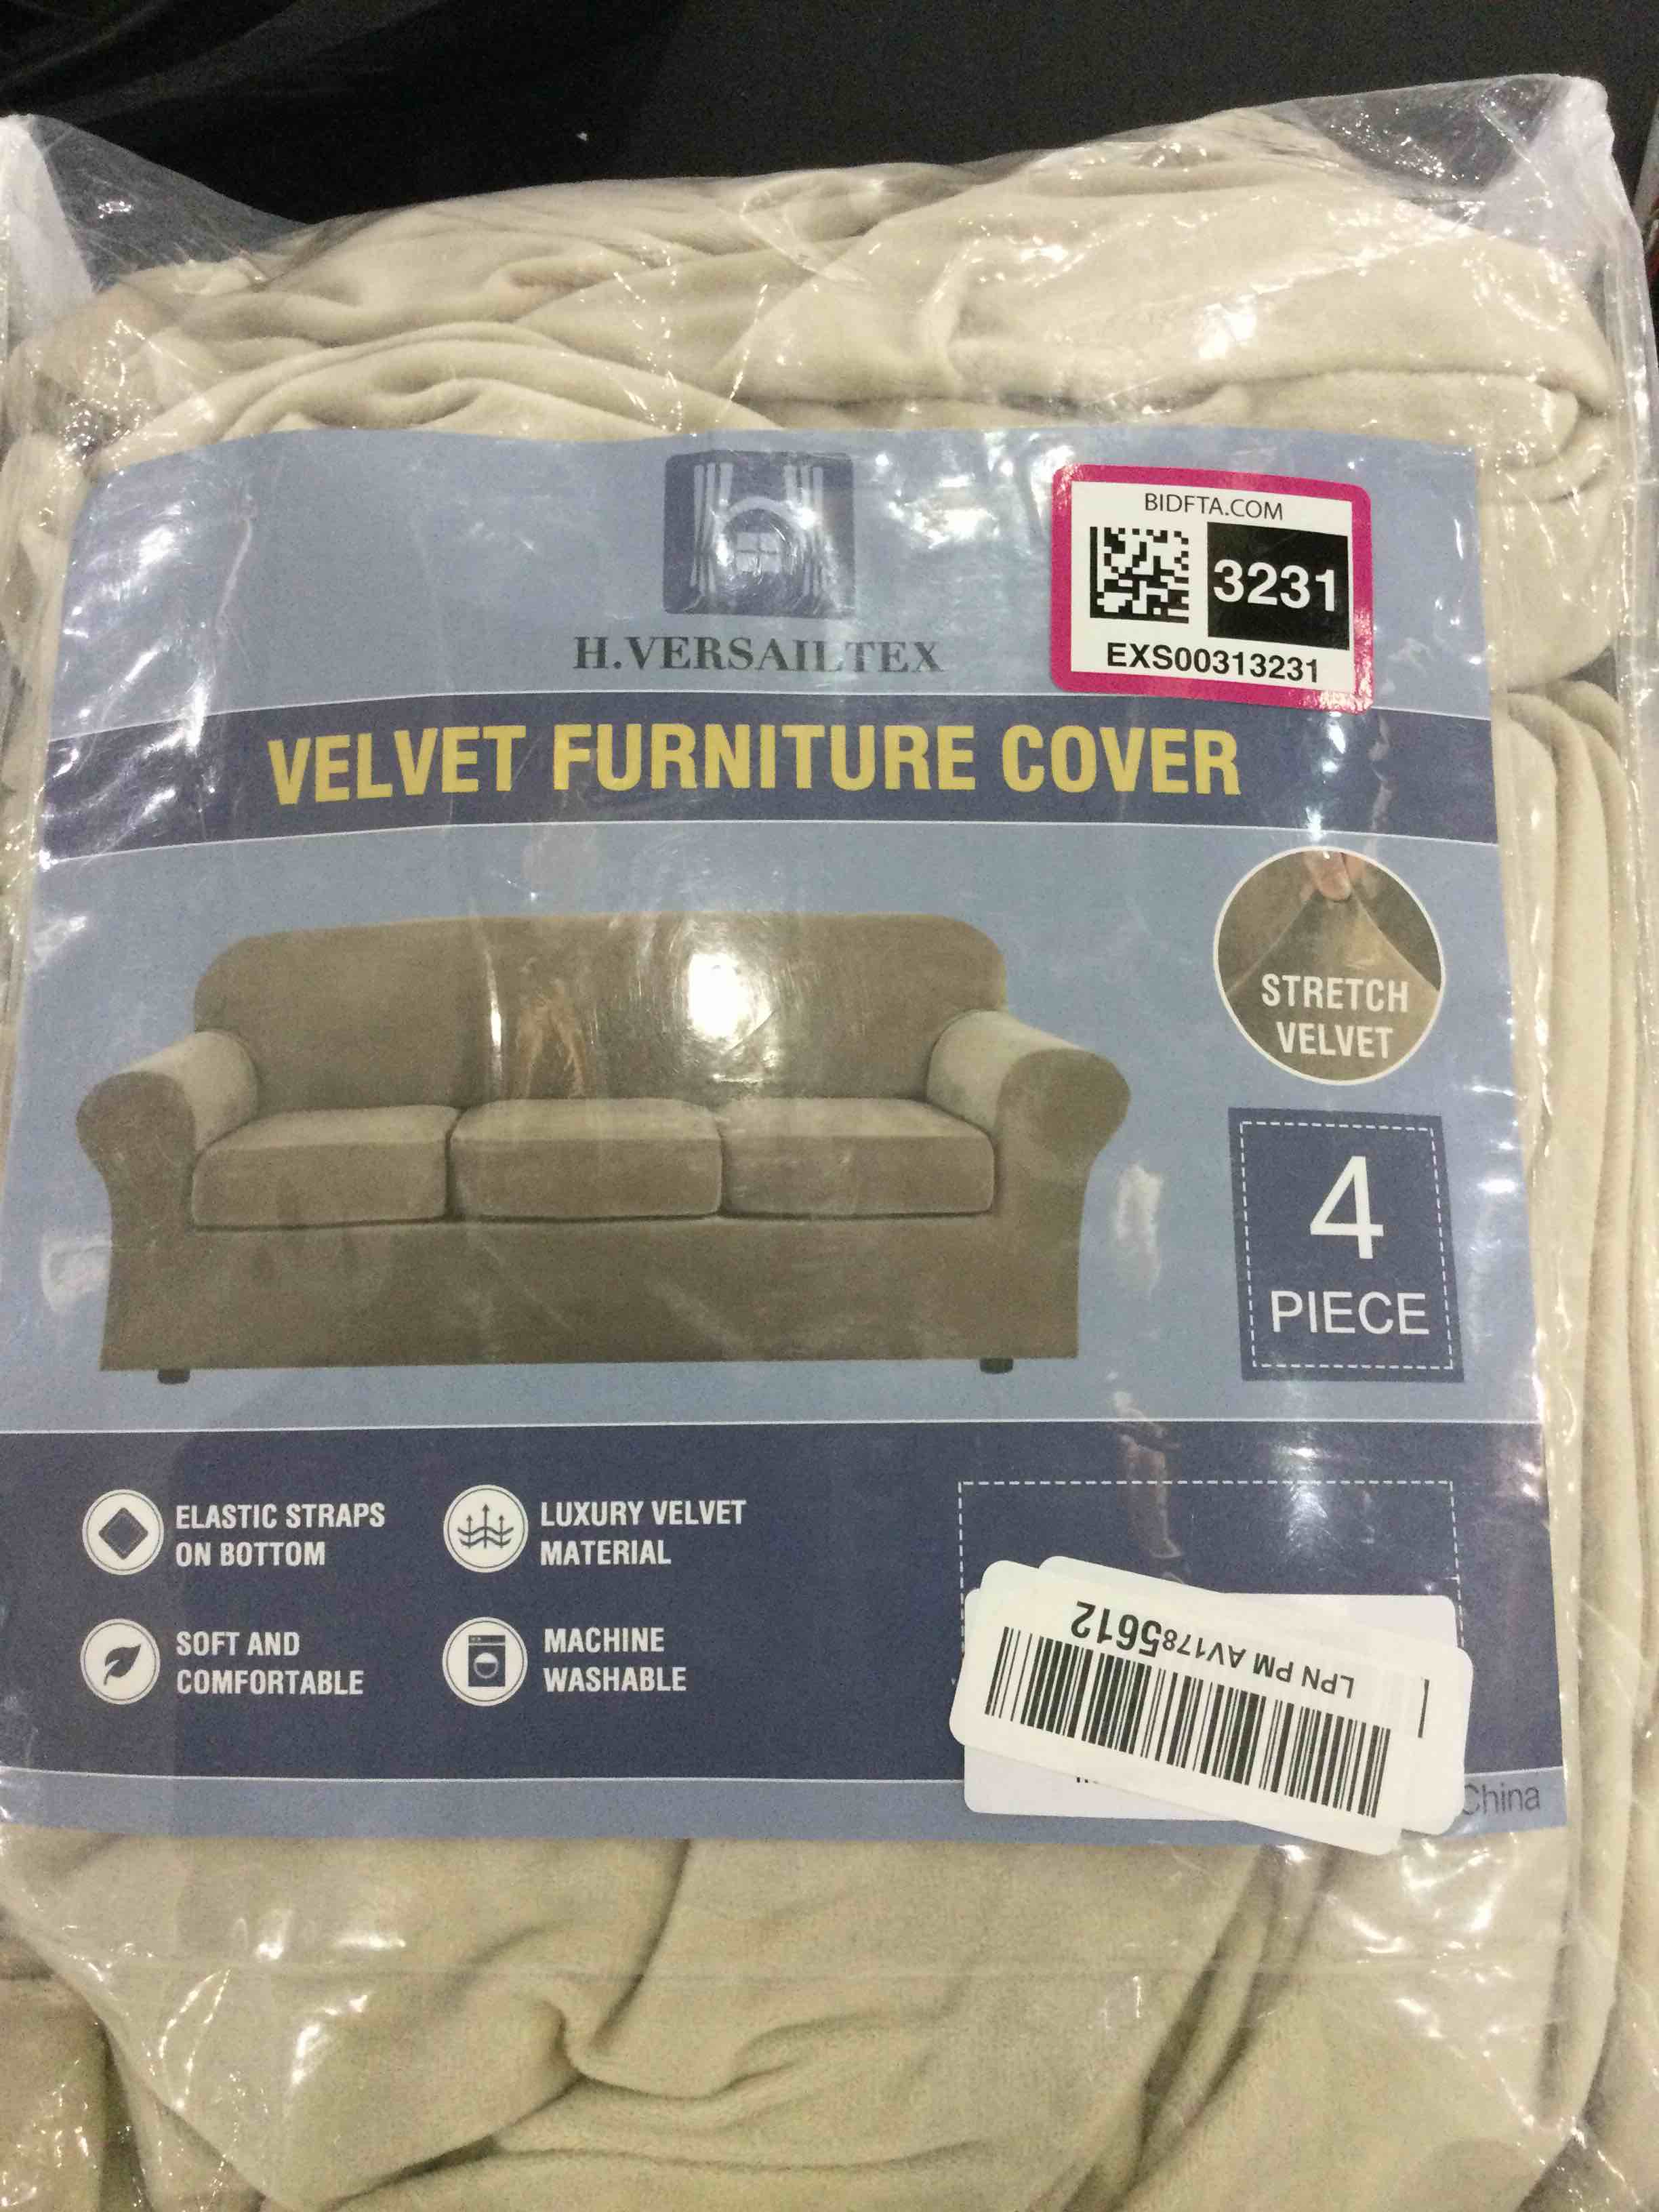 BIDFTA.COM
3231
EXS00313231
H.VERSAILTEX
VELVET FURNITURE COVER
STRETCH
VELVET
4
PIECE
ELASTIC STRAPS
ON BOTTOM
LUXURY VELVET
MATERIAL
SOFT AND
COMFORTABLE
MACHINE
WASHABLE
LPN PM AV1785612
China